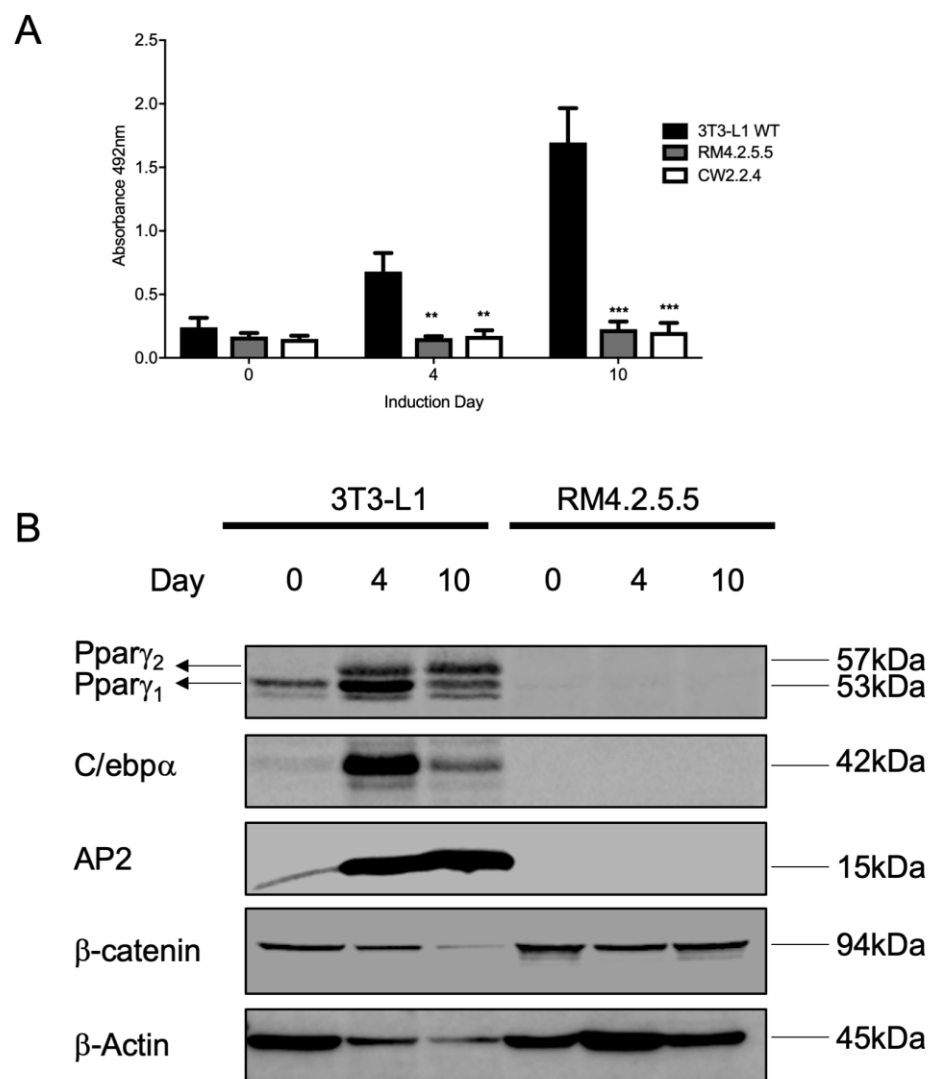 A
Absorbance 492nm
2.5
2.0
1.5
1.0
0.5
0.0
** **
*** ***
0 4 10
Induction Day
3T3-L1 WT
RM4.2.5.5
CW2.2.4
B
3T3-L1 RM4.2.5.5
Day 0 4 10 0 4 10
Pparγ2 57kDa
Pparγ1 53kDa
C/ebpα 42kDa
AP2 15kDa
β-catenin 94kDa
β-Actin 45kDa